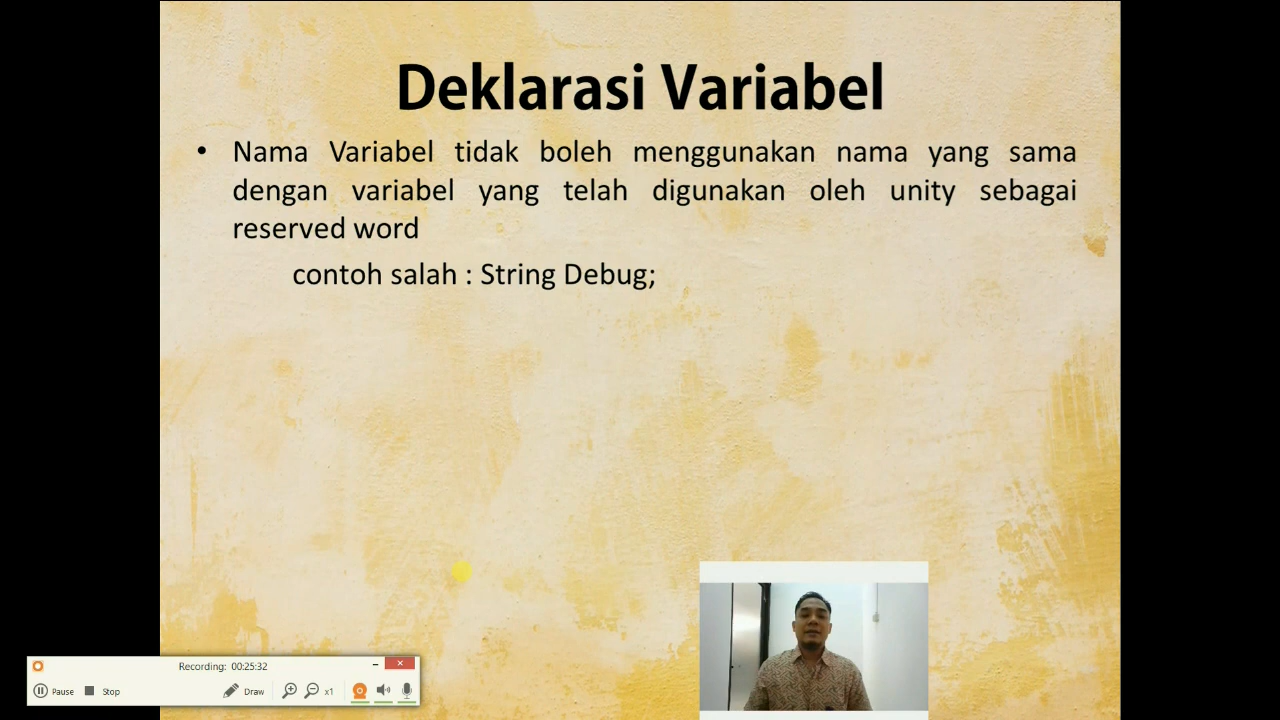 Deklarasi Variabel
• Nama Variabel tidak boleh menggunakan nama yang sama
dengan variabel yang telah digunakan oleh unity sebagai
reserved word
contoh salah : String Debug;
Recording: 00:25:32
Pause Stop Draw x1